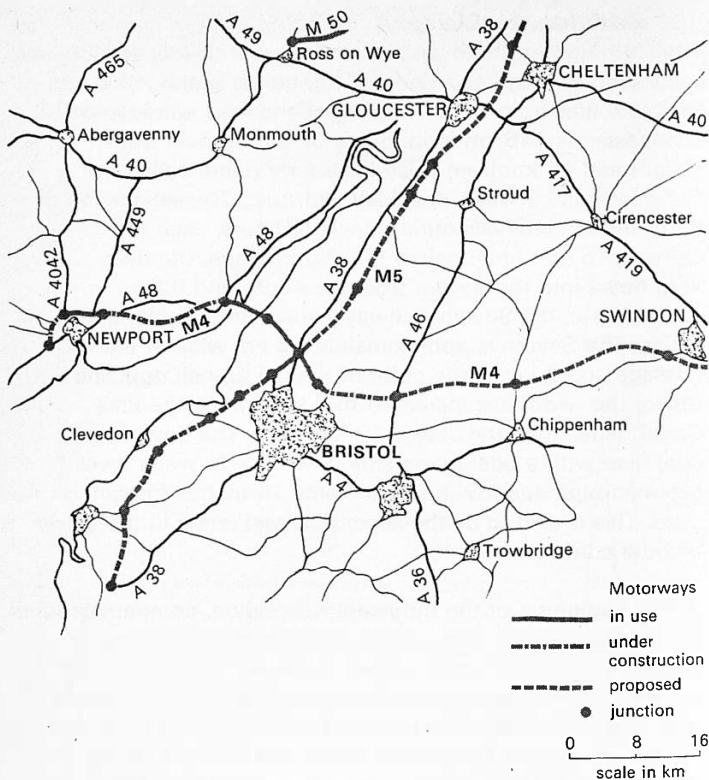 A 465
A 49
M 50
Ross on Wye
A 38
CHELTENHAM
A 40
GLOUCESTER
A 40
Abergavenny
Monmouth
A 40
A 449
A 48
Stroud
A 417
Cirencester
A 419
A 4042
A 48
M4
NEWPORT
A 38
M5
A 46
SWINDON
M4
Clevedon
BRISTOL
Chippenham
A 4
A 38
A 36
Trowbridge
Motorways
in use
under
construction
proposed
junction
0 8 16
scale in km